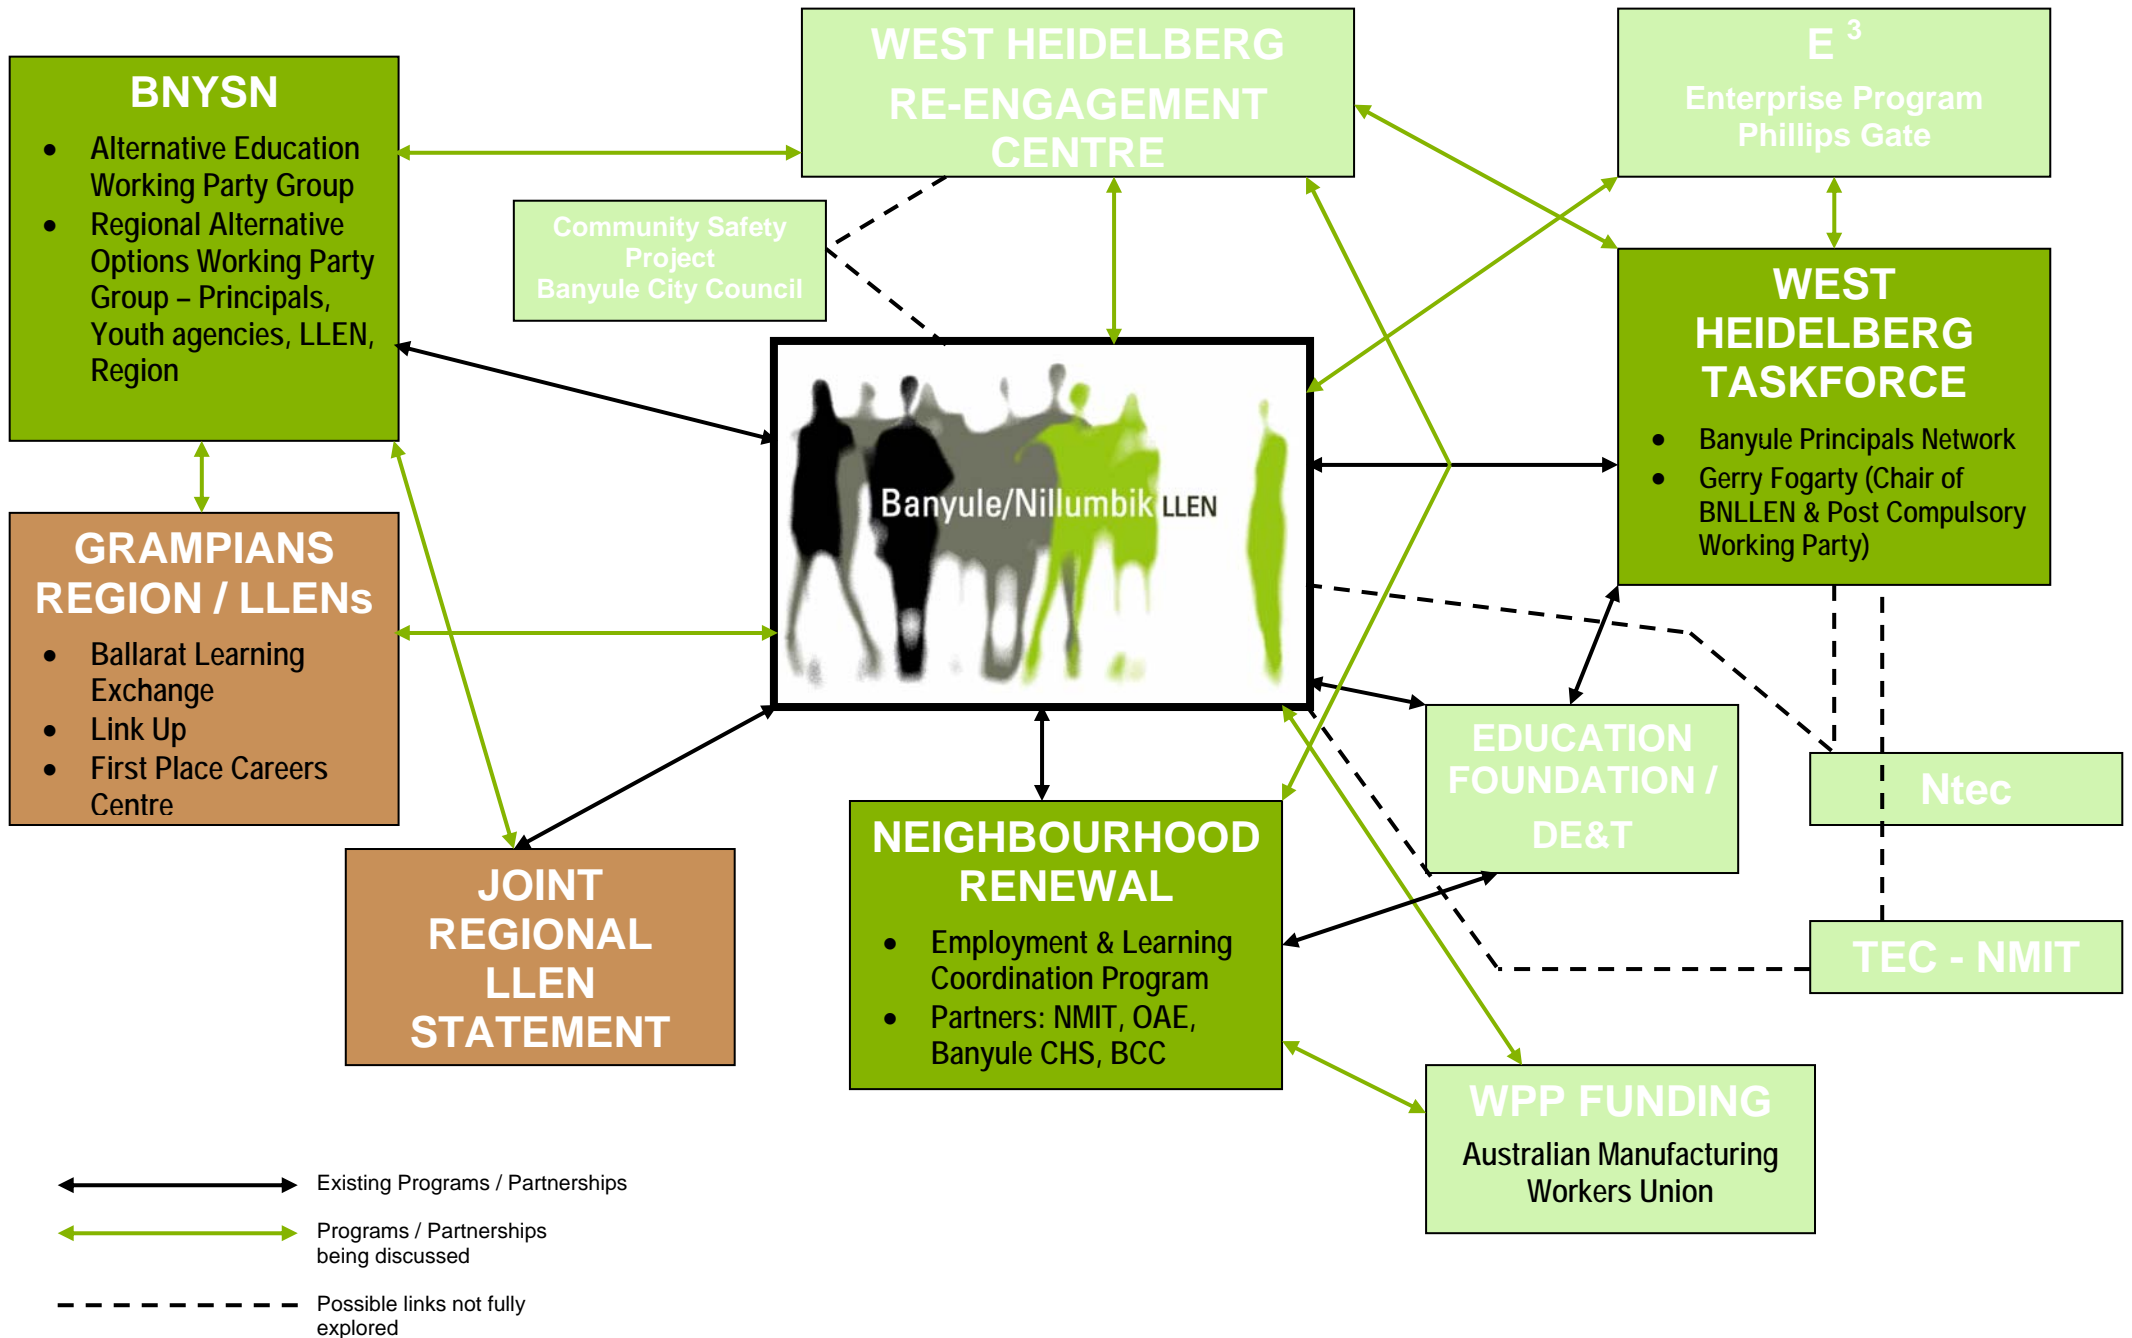 BNYSN
• Alternative Education
Working Party Group
• Regional Alternative
Options Working Party
Group – Principals,
Youth agencies, LLEN,
Region
WEST HEIDELBERG
RE-ENGAGEMENT
CENTRE
E 3
Enterprise Program
Phillips Gate
Community Safety
Project
Banyule City Council
WEST
HEIDELBERG
TASKFORCE
• Banyule Principals Network
• Gerry Fogarty (Chair of
BNLLEN & Post Compulsory
Working Party)
Banyule/Nillumbik LLEN
GRAMPIANS
REGION / LLENs
• Ballarat Learning
Exchange
• Link Up
• First Place Careers
Centre
EDUCATION
FOUNDATION /
DE&T
Ntec
JOINT
REGIONAL
LLEN
STATEMENT
NEIGHBOURHOOD
RENEWAL
• Employment & Learning
Coordination Program
• Partners: NMIT, OAE,
Banyule CHS, BCC
TEC - NMIT
WPP FUNDING
Australian Manufacturing
Workers Union
Existing Programs / Partnerships
Programs / Partnerships
being discussed
Possible links not fully
explored